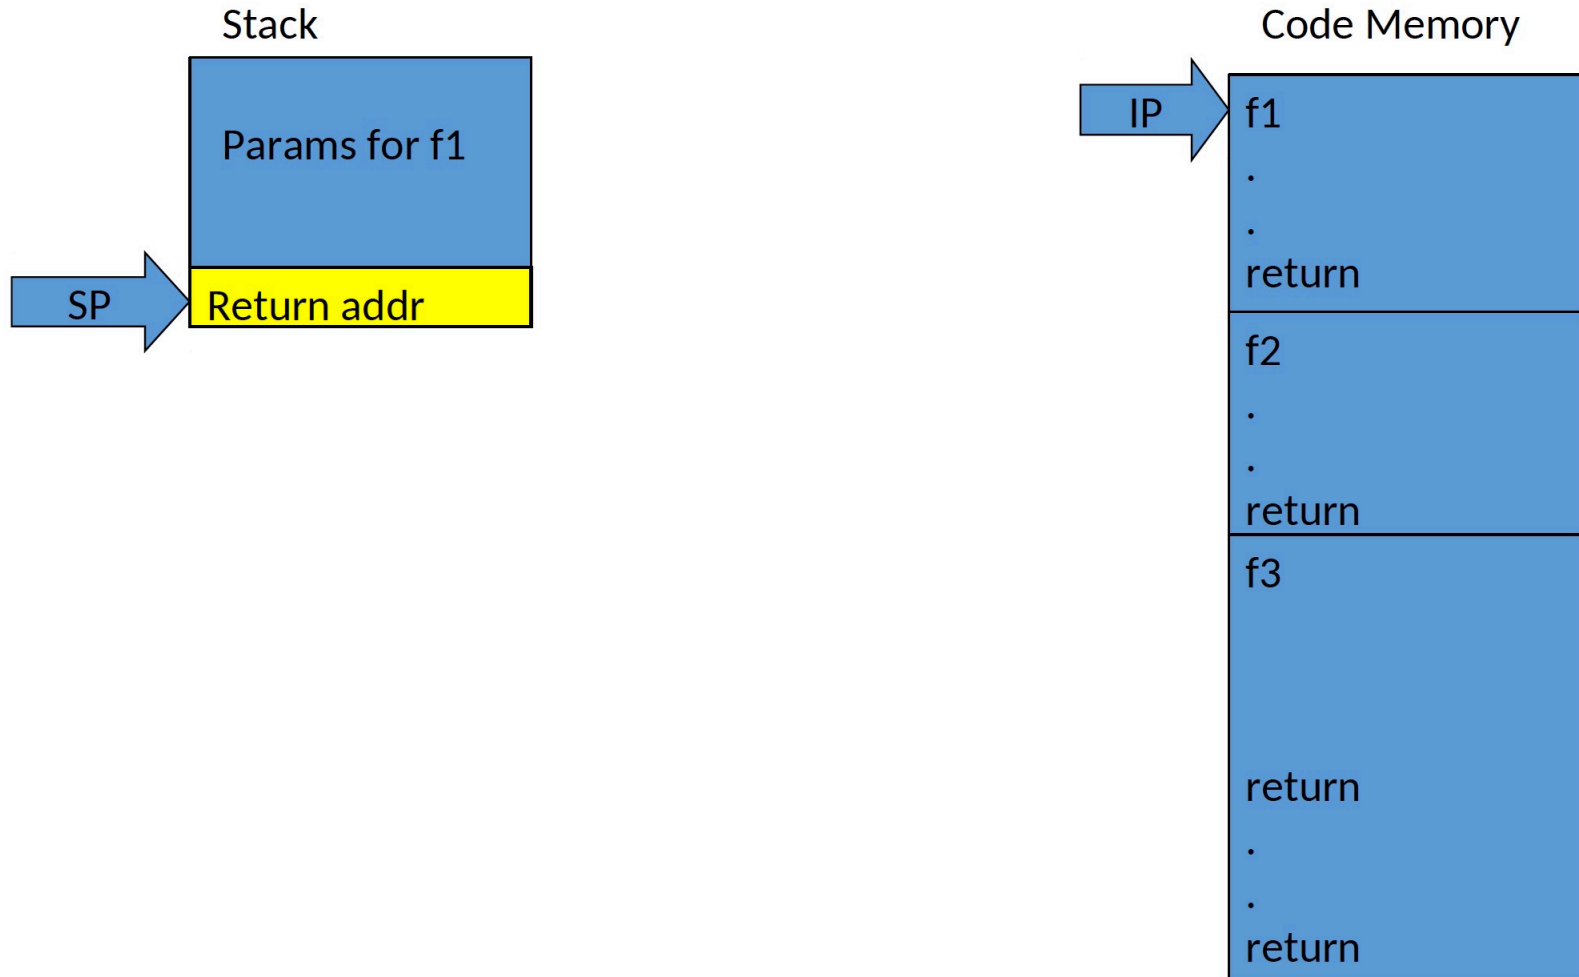 Stack
Params for f1
SP
Return addr
Code Memory
IP
f1
.
.
return
f2
.
.
return
f3
return
.
.
return